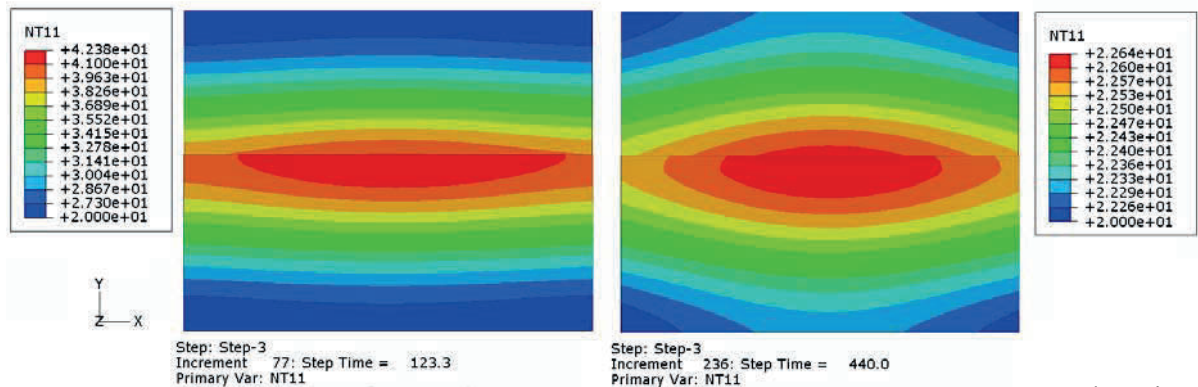 NT11
+4.238e+01
+4.100e+01
+3.963e+01
+3.826e+01
+3.689e+01
+3.552e+01
+3.415e+01
+3.278e+01
+3.141e+01
+3.004e+01
+2.867e+01
+2.730e+01
+2.000e+01
Y
Z X
Step: Step-3
Increment 77: Step Time = 123.3
Primary Var: NT11
NT11
+2.264e+01
+2.260e+01
+2.257e+01
+2.253e+01
+2.250e+01
+2.247e+01
+2.243e+01
+2.240e+01
+2.236e+01
+2.233e+01
+2.229e+01
+2.226e+01
+2.000e+01
Step: Step-3
Increment 236: Step Time = 440.0
Primary Var: NT11